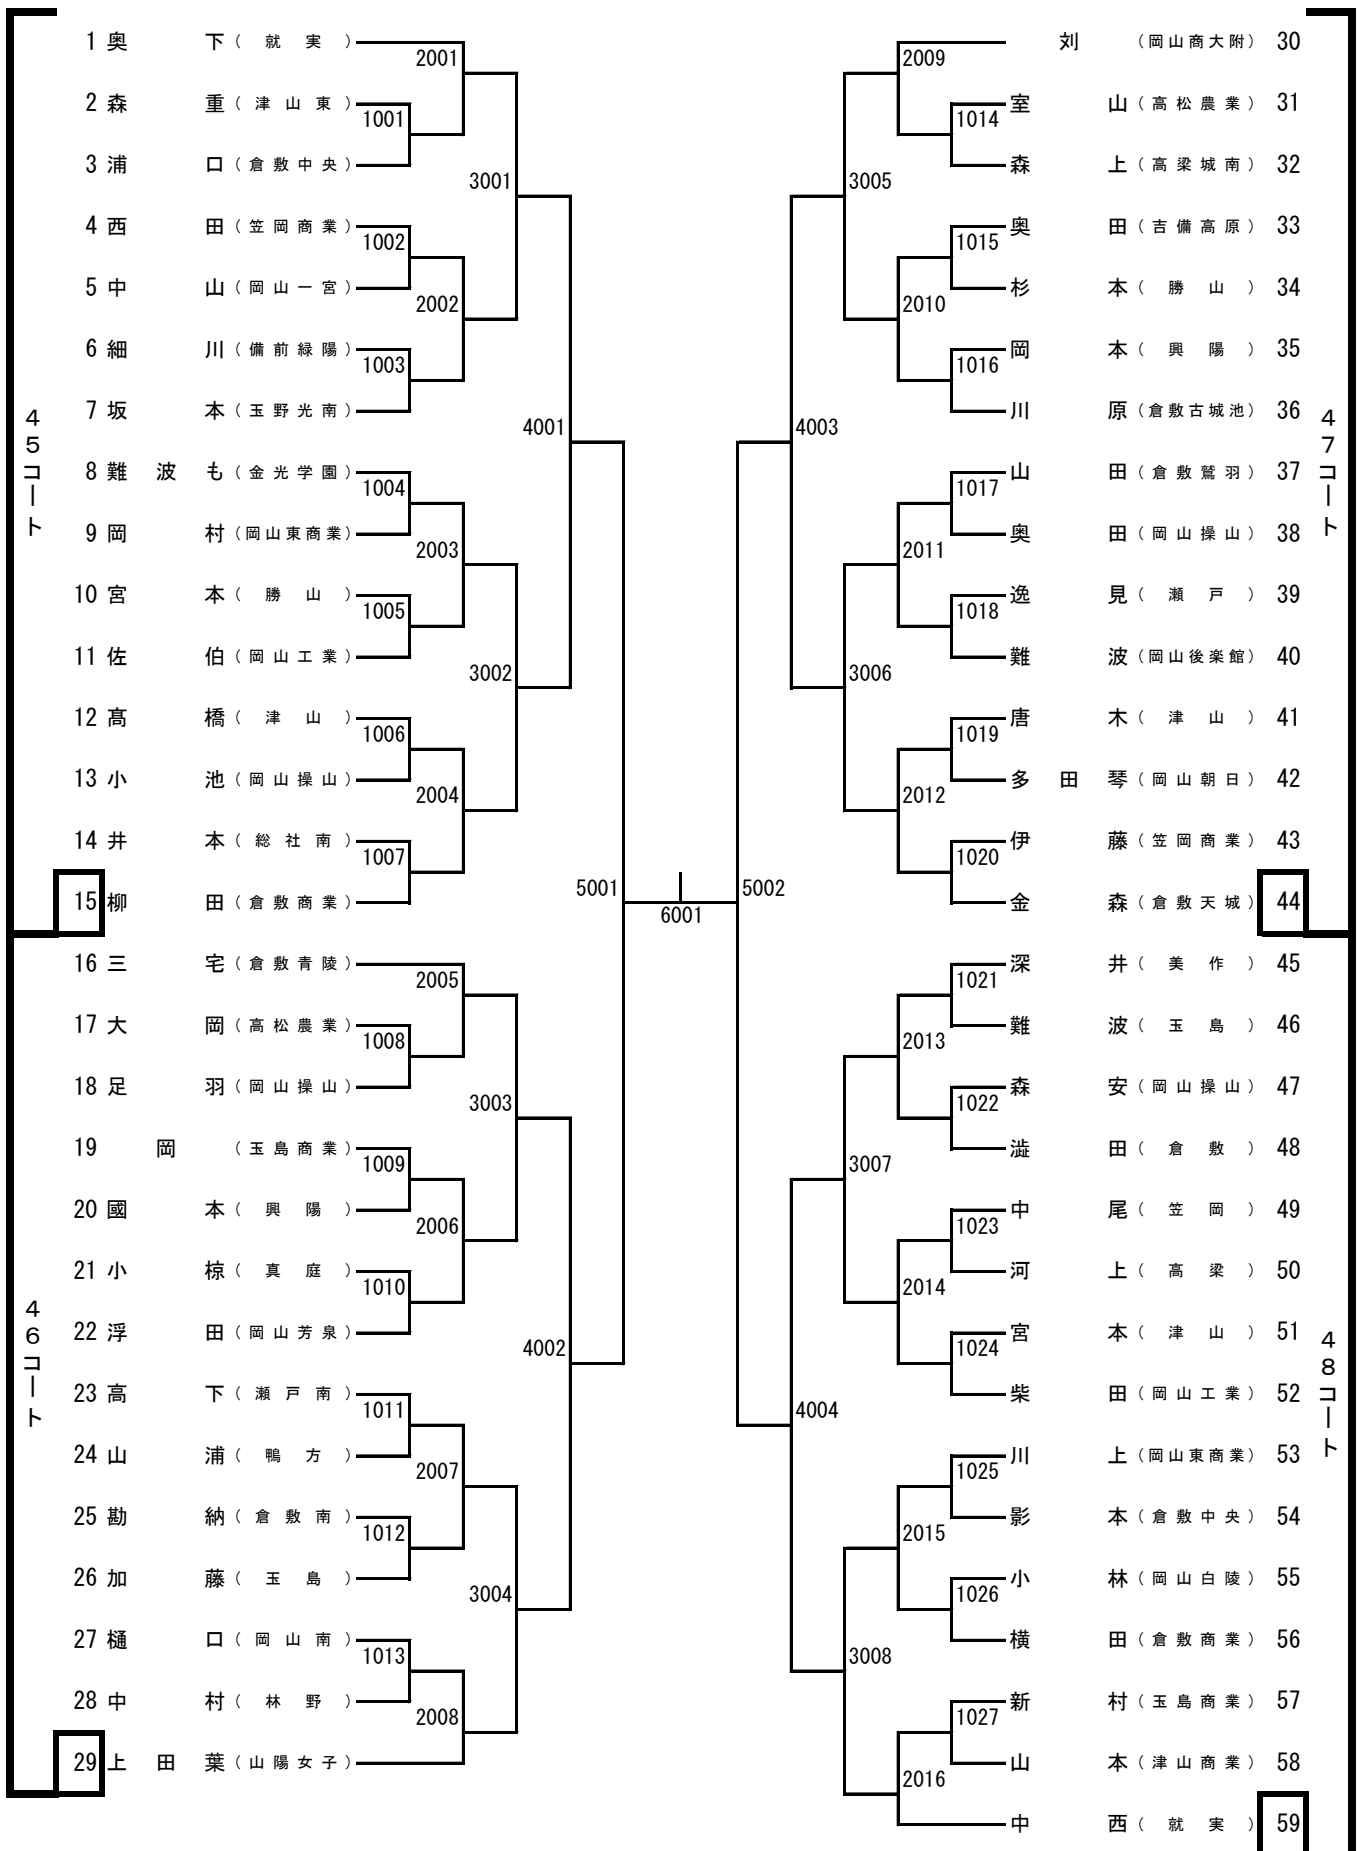 1 奥下（就実）
2001
2 森重（津山東）
1001
3 浦口（倉敷中央）
3001
4 西田（笠岡商業）
1002
5 中山（岡山一宮）
2002
6 細川（備前緑陽）
1003
7 坂本（玉野光南）
4001
45コート
8 難波も（金光学園）
1004
9 岡村（岡山東商業）
2003
10 宮本（勝山）
1005
11 佐伯（岡山工業）
3002
12 髙橋（津山）
1006
13 小池（岡山操山）
2004
14 井本（総社南）
1007
15 柳田（倉敷商業）
5001
16 三宅（倉敷青陵）
2005
17 大岡（高松農業）
1008
18 足羽（岡山操山）
3003
19 岡（玉島商業）
1009
20 國本（興陽）
2006
21 小椋（真庭）
1010
22 浮田（岡山芳泉）
4002
46コート
23 高下（瀬戸南）
1011
24 山浦（鴨方）
2007
25 勘納（倉敷南）
1012
26 加藤（玉島）
3004
27 樋口（岡山南）
1013
28 中村（林野）
2008
29 上田葉（山陽女子）
6001
刘（岡山商大附）30
2009
室山（高松農業）31
1014
森上（高梁城南）32
3005
奥田（吉備高原）33
1015
杉本（勝山）34
2010
岡本（興陽）35
1016
川原（倉敷古城池）36
4003
47コート
山田（倉敷鷲羽）37
1017
奥田（岡山操山）38
2011
逸見（瀬戸）39
1018
難波（岡山後楽館）40
3006
唐木（津山）41
1019
多田琴（岡山朝日）42
2012
伊藤（笠岡商業）43
1020
金森（倉敷天城）44
5002
深井（美作）45
1021
難波（玉島）46
2013
森安（岡山操山）47
1022
澁田（倉敷）48
3007
中尾（笠岡）49
1023
河上（高梁）50
2014
宮本（津山）51
1024
柴田（岡山工業）52
4004
48コート
川上（岡山東商業）53
1025
影本（倉敷中央）54
2015
小林（岡山白陵）55
1026
横田（倉敷商業）56
3008
新村（玉島商業）57
1027
山本（津山商業）58
2016
中西（就実）59